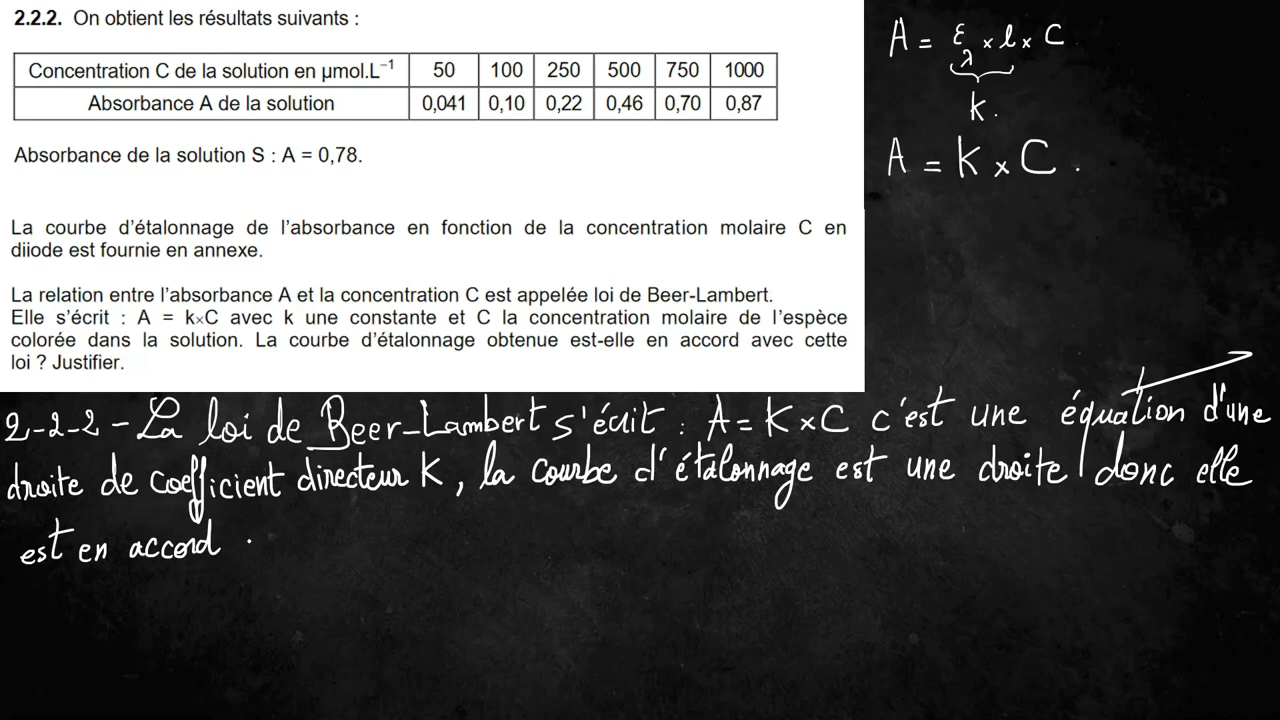 2.2.2. On obtient les résultats suivants :
Concentration C de la solution en µmol.L⁻¹ 50 100 250 500 750 1000
Absorbance A de la solution 0,041 0,10 0,22 0,46 0,70 0,87
Absorbance de la solution S : A = 0,78.
La courbe d'étalonnage de l'absorbance en fonction de la concentration molaire C en
diiode est fournie en annexe.
La relation entre l'absorbance A et la concentration C est appelée loi de Beer-Lambert.
Elle s'écrit : A = k×C avec k une constante et C la concentration molaire de l'espèce
colorée dans la solution. La courbe d'étalonnage obtenue est-elle en accord avec cette
loi ? Justifier.
A = ε_λ × l × C
k.
A = K × C .
2-2-2 - La loi de Beer-Lambert s'écrit : A = K × C c'est une équation d'une
droite de coefficient directeur K, la courbe d'étalonnage est une droite donc elle
est en accord .